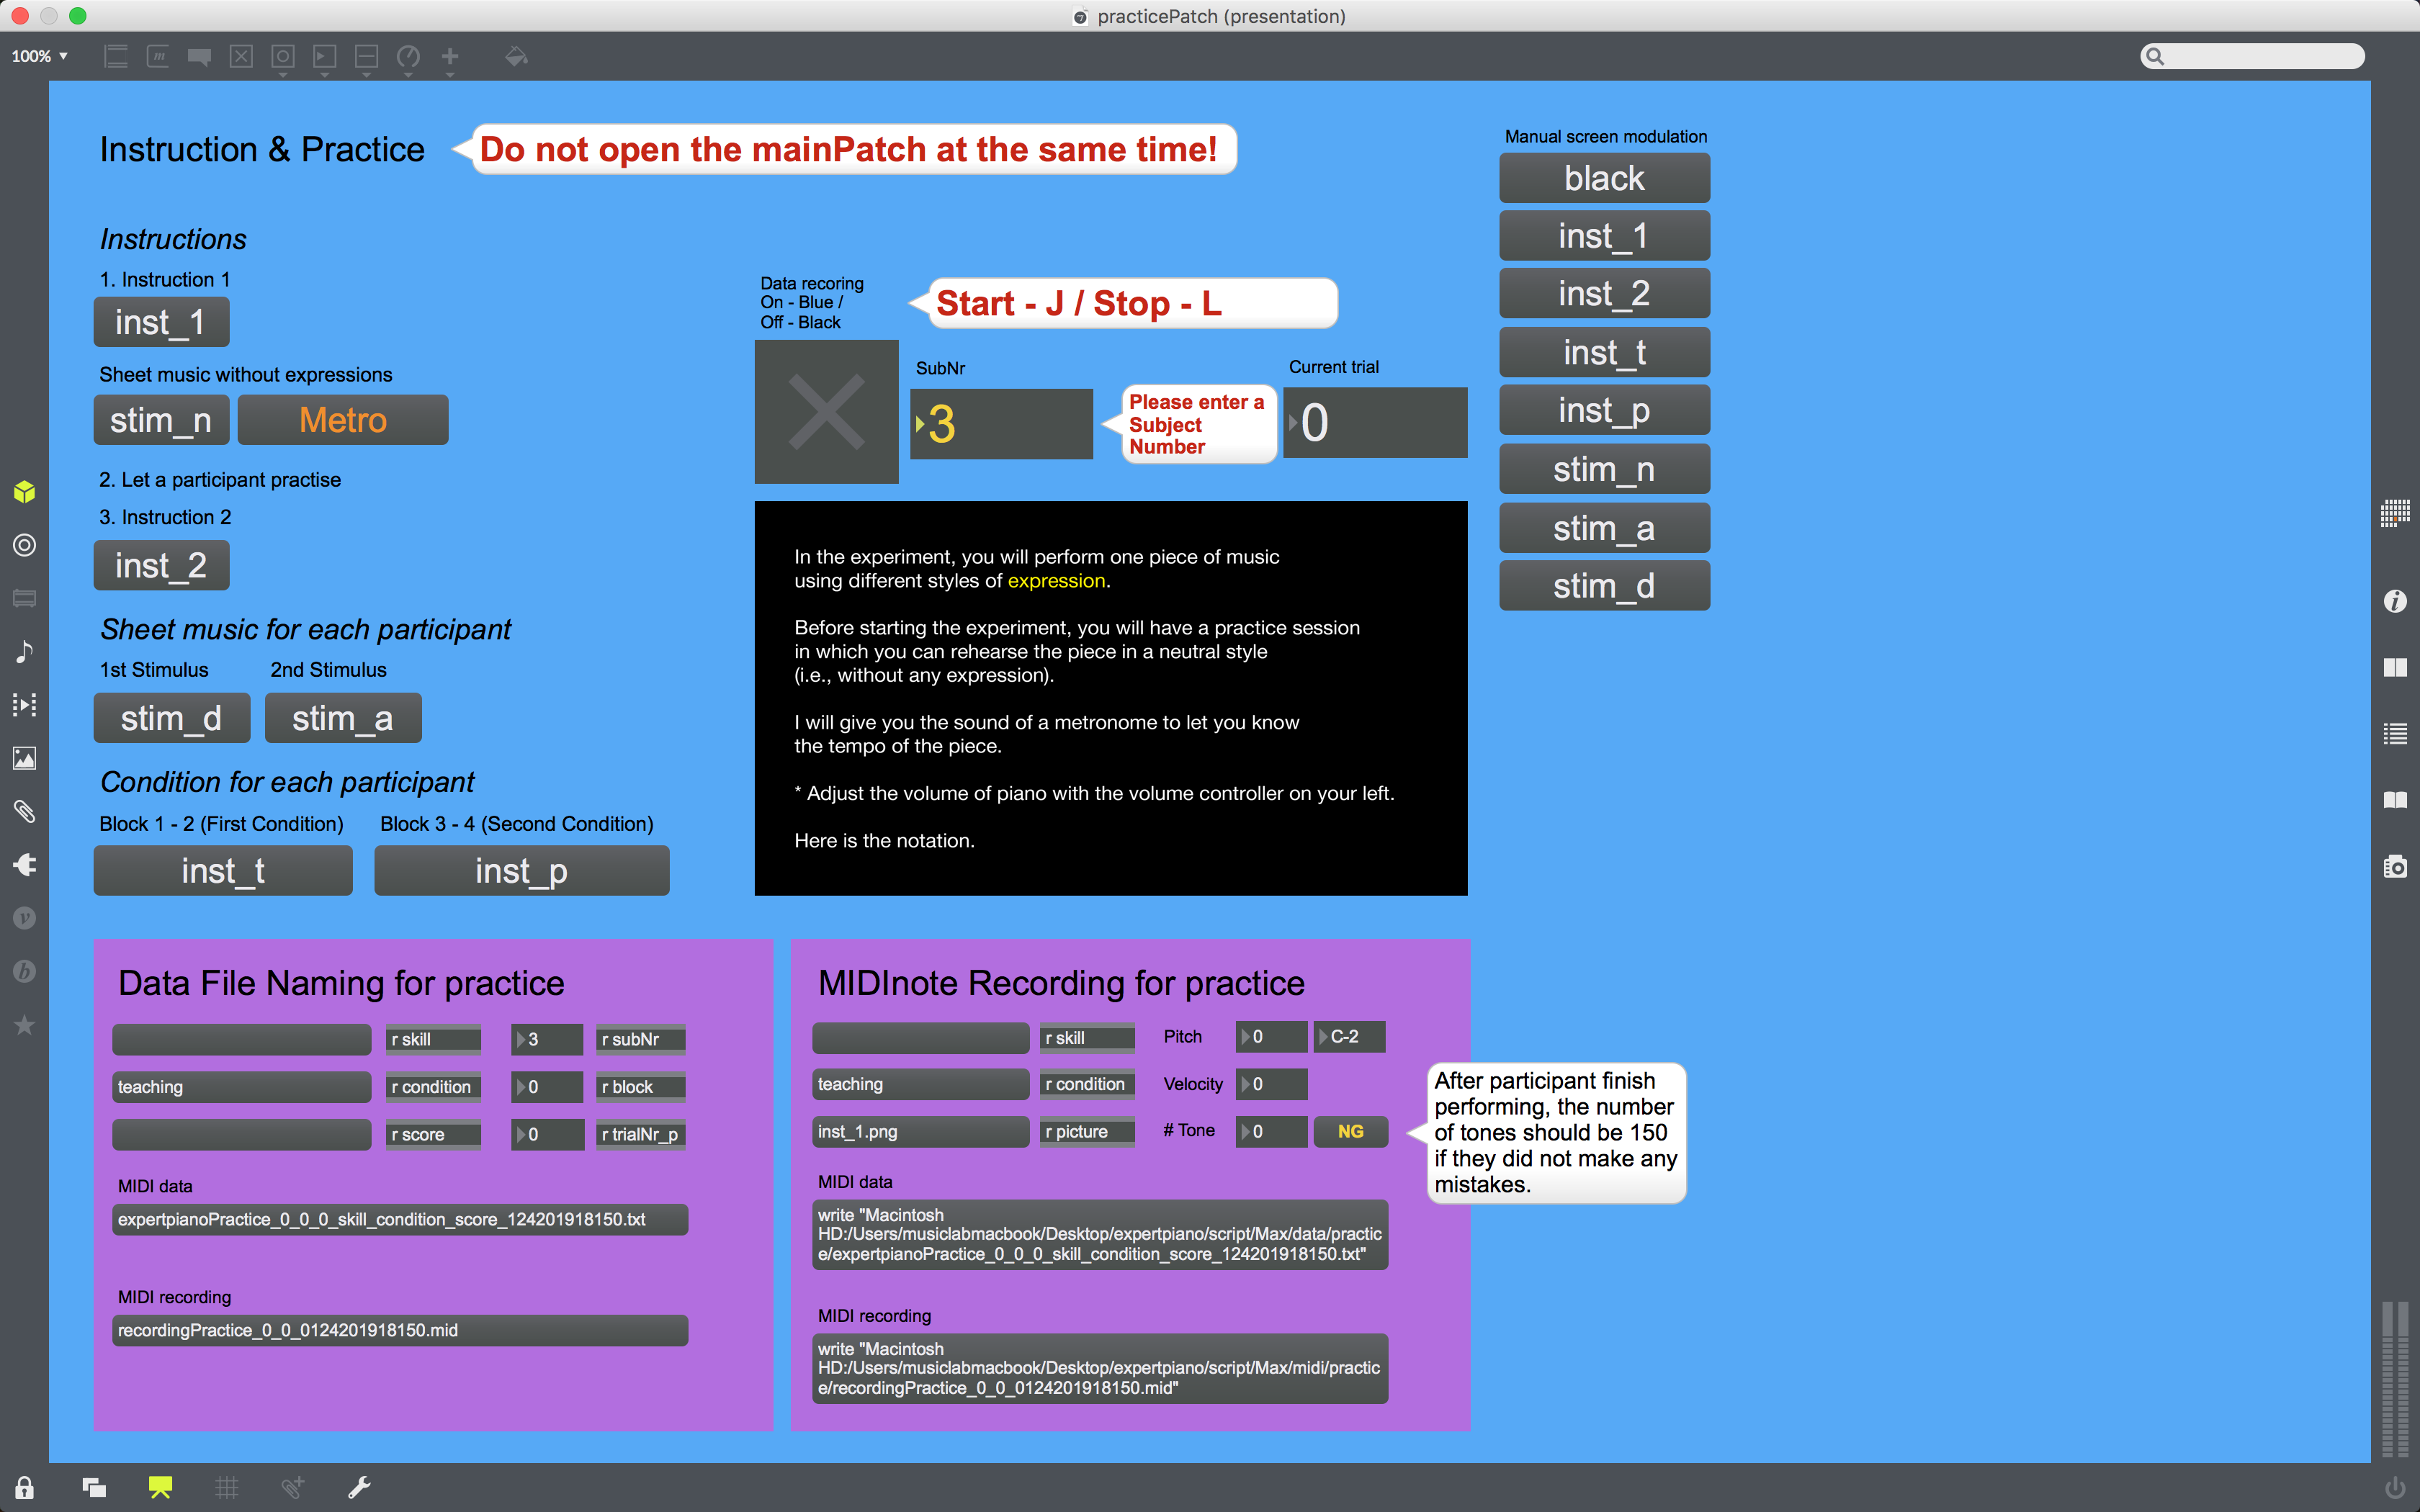 practicePatch (presentation)
100%
Instruction & Practice
Do not open the mainPatch at the same time!
Instructions
1. Instruction 1
inst_1
Sheet music without expressions
stim_n
Metro
2. Let a participant practise
3. Instruction 2
inst_2
Sheet music for each participant
1st Stimulus
2nd Stimulus
stim_d
stim_a
Condition for each participant
Block 1 - 2 (First Condition)
Block 3 - 4 (Second Condition)
inst_t
inst_p
Data recoring
On - Blue /
Off - Black
Start - J / Stop - L
SubNr
3
Please enter a
Subject
Number
Current trial
0
In the experiment, you will perform one piece of music
using different styles of expression.
Before starting the experiment, you will have a practice session
in which you can rehearse the piece in a neutral style
(i.e., without any expression).
I will give you the sound of a metronome to let you know
the tempo of the piece.
* Adjust the volume of piano with the volume controller on your left.
Here is the notation.
Manual screen modulation
black
inst_1
inst_2
inst_t
inst_p
stim_n
stim_a
stim_d
Data File Naming for practice
r skill
3
r subNr
teaching
r condition
0
r block
r score
0
r trialNr_p
MIDI data
expertpianoPractice_0_0_0_skill_condition_score_124201918150.txt
MIDI recording
recordingPractice_0_0_0124201918150.mid
MIDInote Recording for practice
r skill
Pitch
0
C-2
teaching
r condition
Velocity
0
inst_1.png
r picture
# Tone
0
NG
MIDI data
write "Macintosh
HD:/Users/musiclabmacbook/Desktop/expertpiano/script/Max/data/practic
e/expertpianoPractice_0_0_0_skill_condition_score_124201918150.txt"
MIDI recording
write "Macintosh
HD:/Users/musiclabmacbook/Desktop/expertpiano/script/Max/midi/practic
e/recordingPractice_0_0_0124201918150.mid"
After participant finish
performing, the number
of tones should be 150
if they did not make any
mistakes.